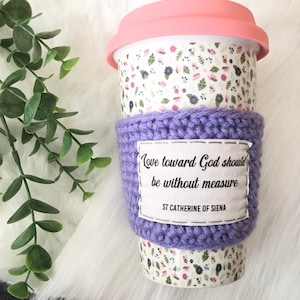 Love toward God should
be without measure
ST CATHERINE OF SIENA